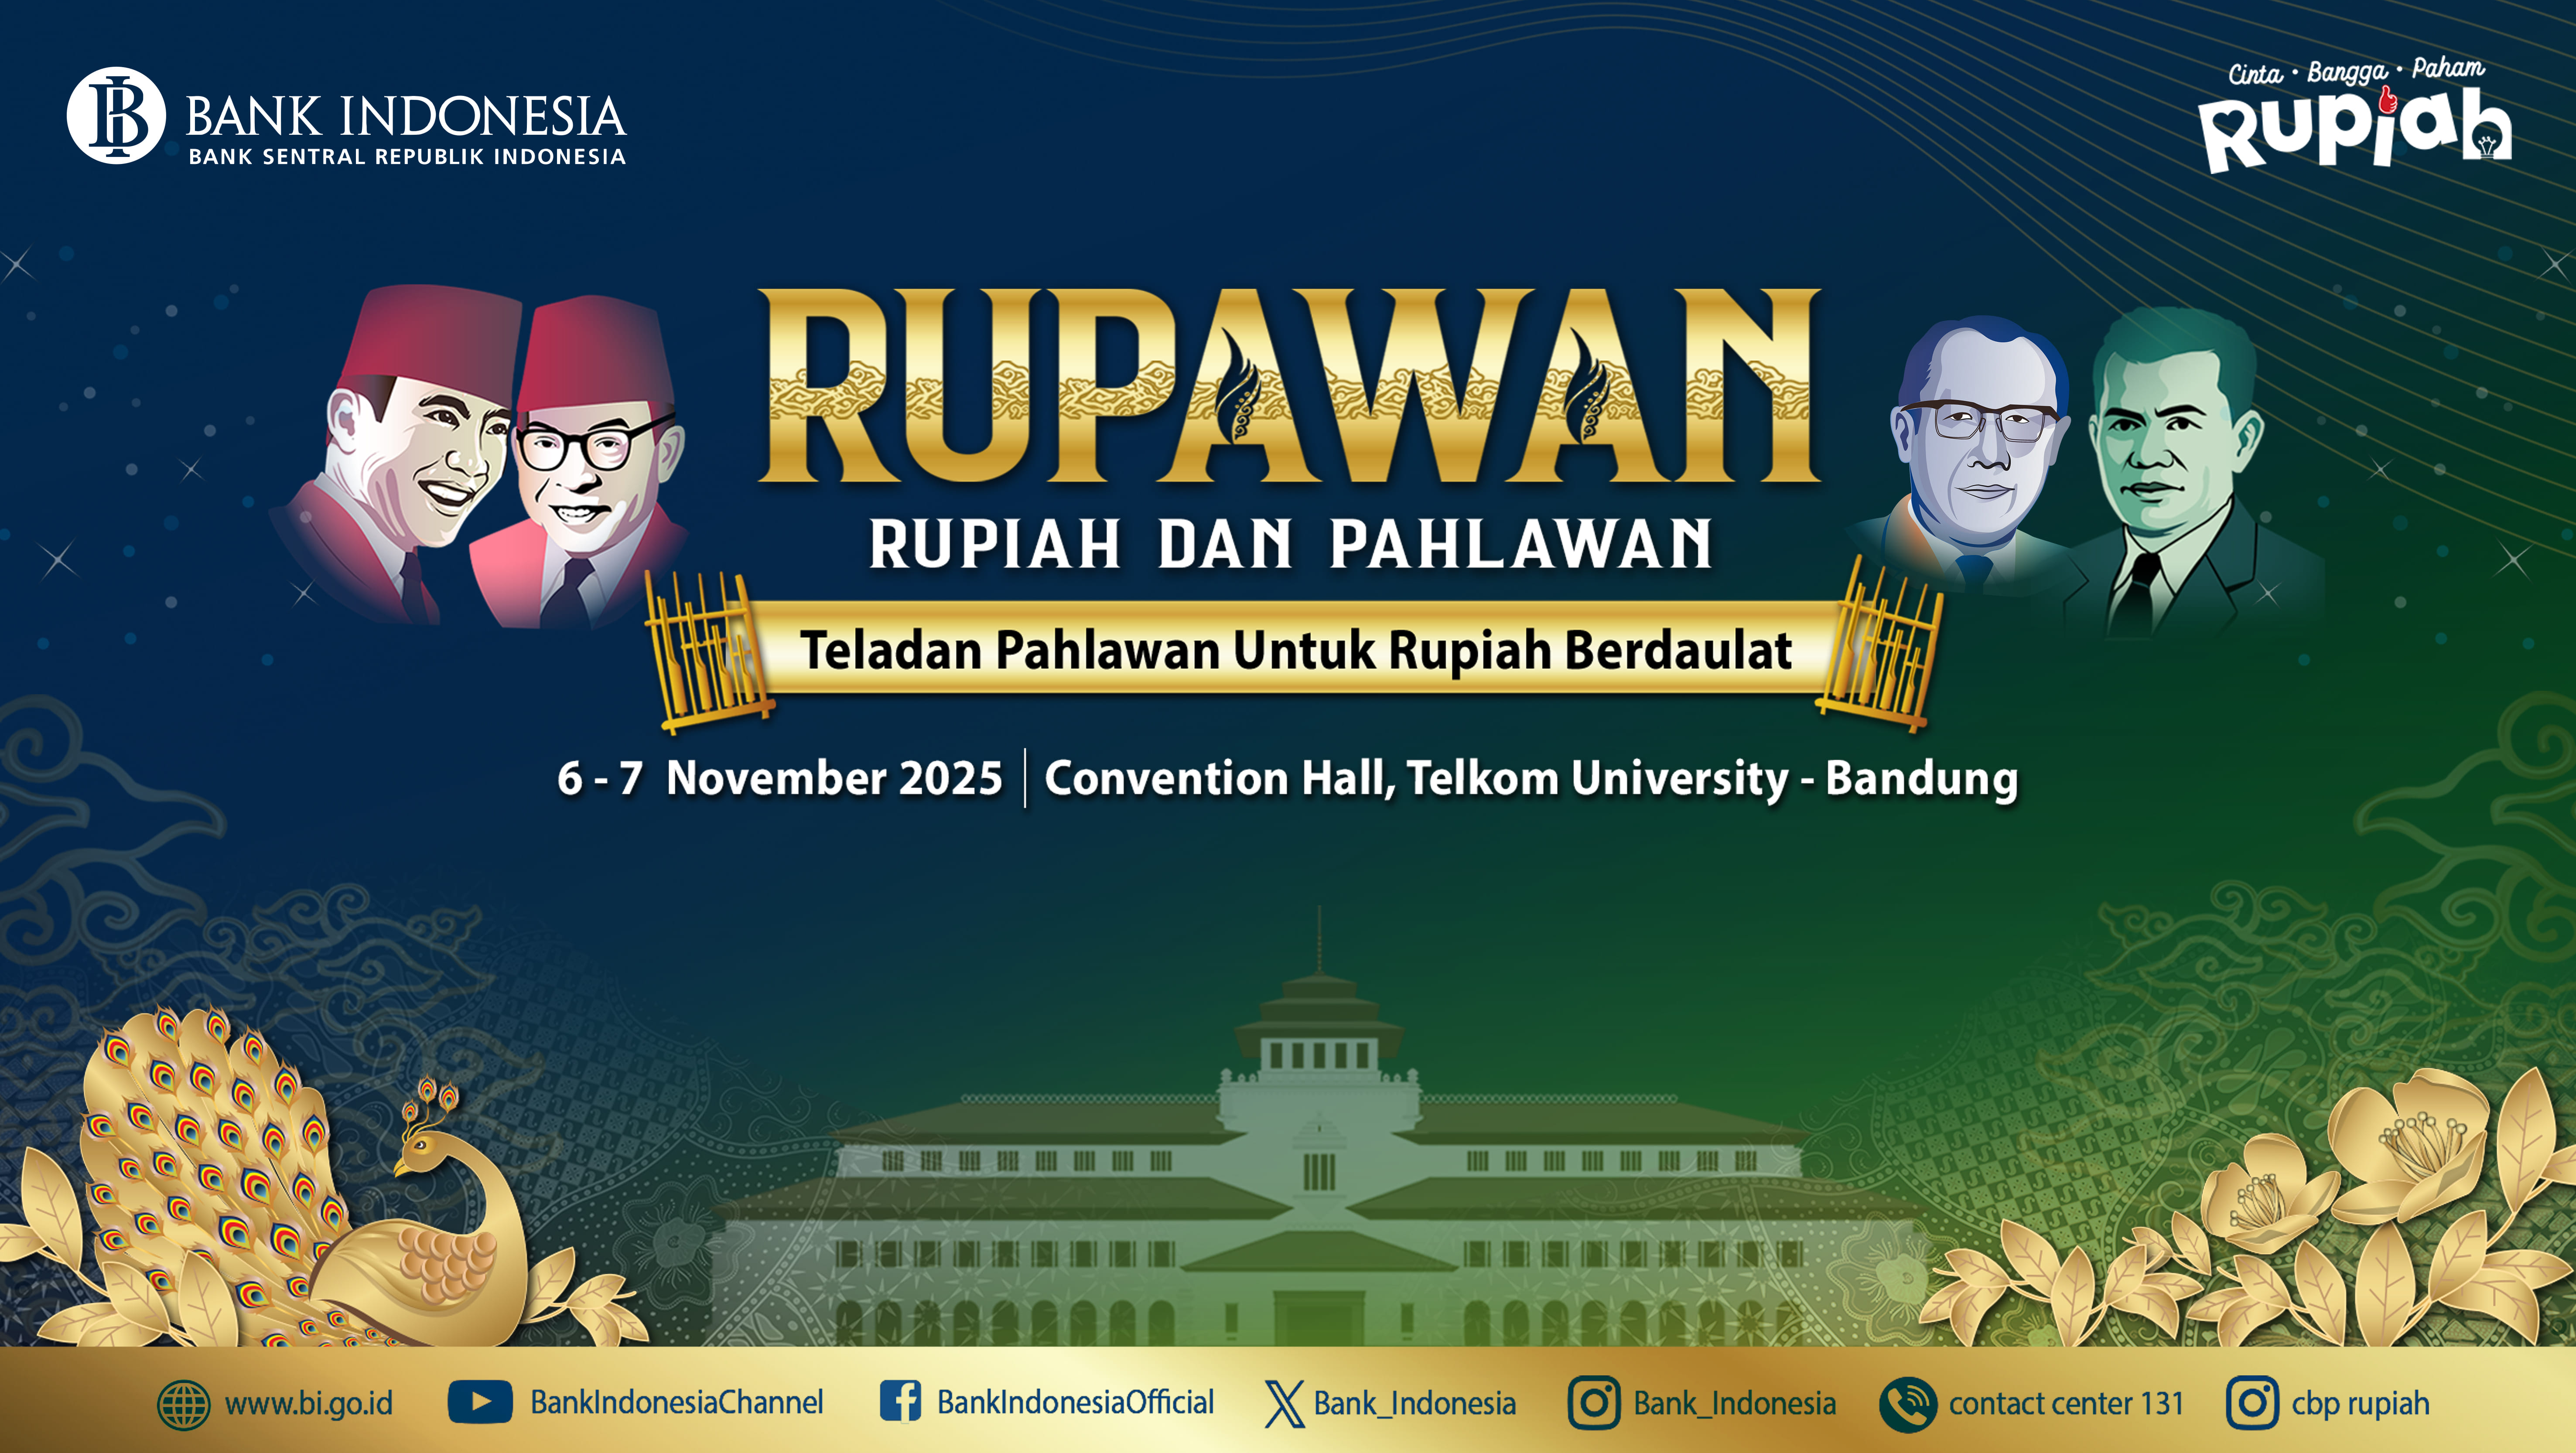 BANK INDONESIA
BANK SENTRAL REPUBLIK INDONESIA
Cinta • Bangga • Paham
Rupiah
RUPAWAN
RUPIAH DAN PAHLAWAN
Teladan Pahlawan Untuk Rupiah Berdaulat
6 - 7 November 2025 | Convention Hall, Telkom University - Bandung
www.bi.go.id BankIndonesiaChannel BankIndonesiaOfficial Bank_Indonesia Bank_Indonesia contact center 131 cbp rupiah